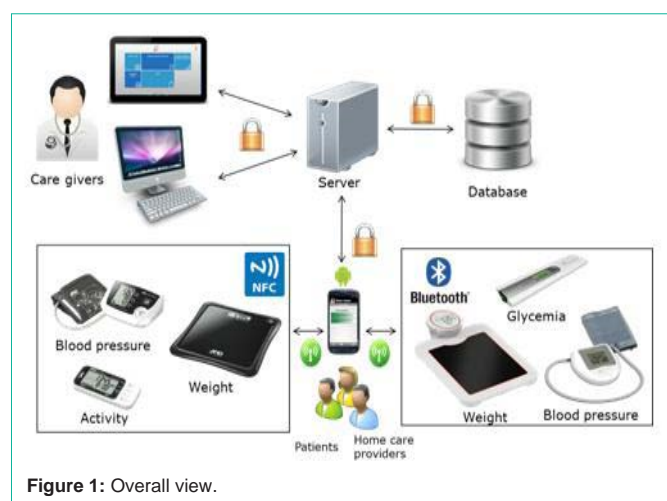 Care givers
Server
Database
NFC
Blood pressure
Weight
Activity
Bluetooth
Glycemia
Weight
Blood pressure
Patients
Home care
providers
Figure 1: Overall view.